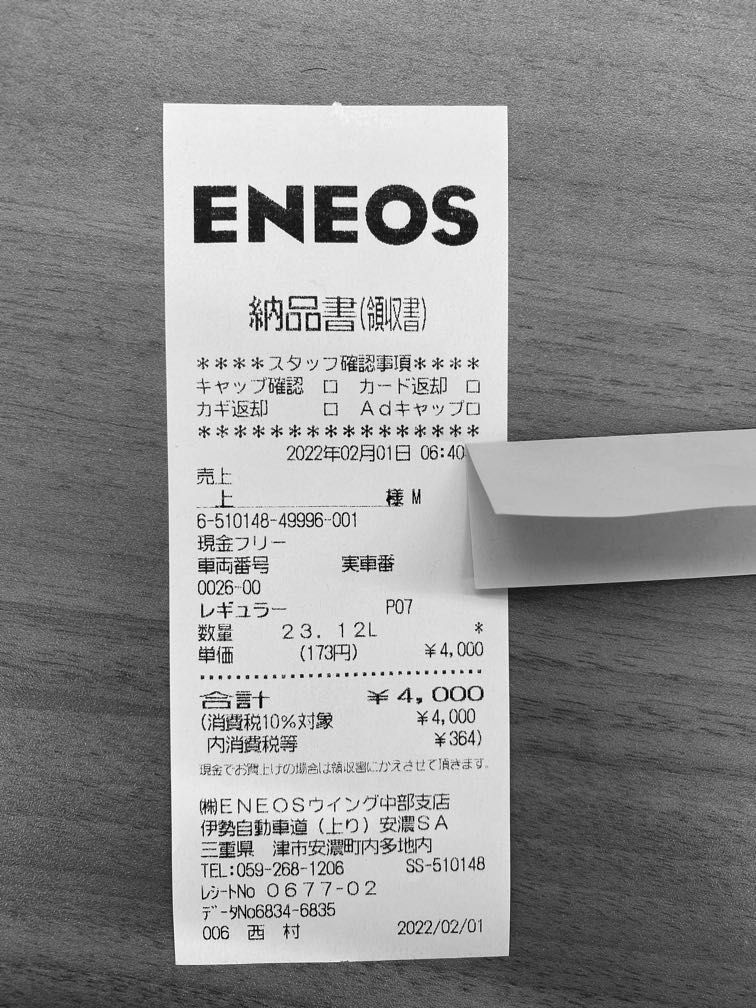 ENEOS
納品書(領収書)
****スタッフ確認事項****
キャップ確認 □ カード返却 □
カギ返却 □ Adキャップ□
****************
2022年02月01日 06:40
売上
上 様 M
6-510148-49996-001
現金フリー
車両番号 実車番
0026-00
レギュラー P07
数量 23.12L *
単価 (173円) ¥4,000
合計 ¥4,000
(消費税10%対象 ¥4,000
内消費税等 ¥364)
現金でお買上げの場合は領収書にかえさせて頂きます。
㈱ENEOSウイング中部支店
伊勢自動車道(上り)安濃SA
三重県 津市安濃町内多地内
TEL:059-268-1206 SS-510148
レシートNo 0677-02
データNo6834-6835
006 西 村 2022/02/01